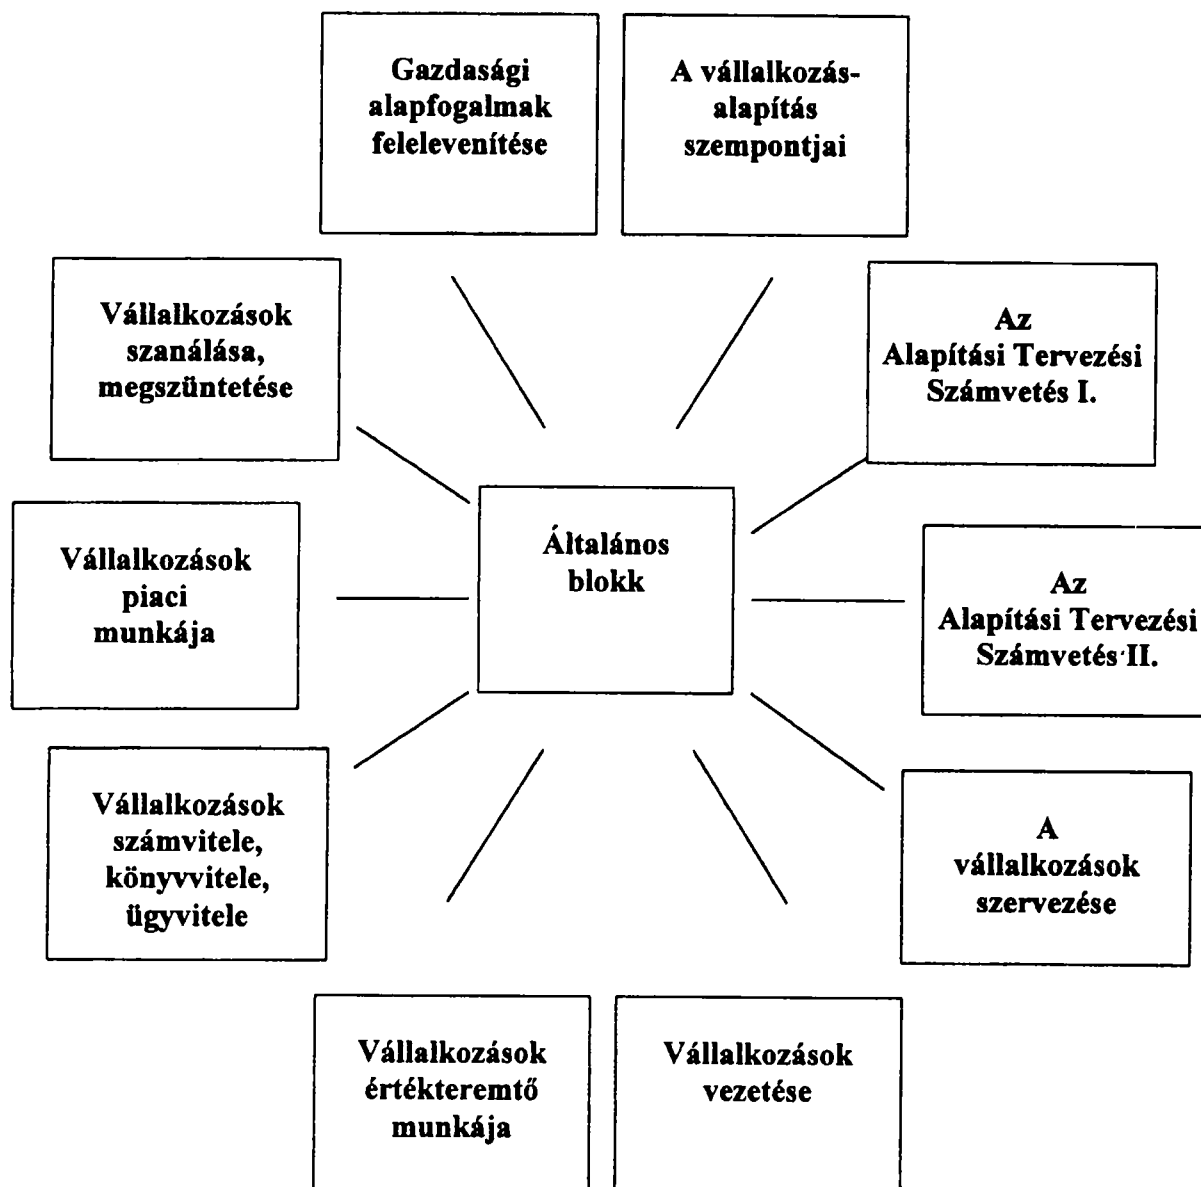 Gazdasági
alapfogalmak
felelevenítése
A vállalkozás-
alapítás
szempontjai
Vállalkozások
szanálása,
megszüntetése
Az
Alapítási Tervezési
Számvetés I.
Általános
blokk
Vállalkozások
piaci
munkája
Az
Alapítási Tervezési
Számvetés II.
Vállalkozások
számvitele,
könyvvitele,
ügyvitele
A
vállalkozások
szervezése
Vállalkozások
értékteremtő
munkája
Vállalkozások
vezetése